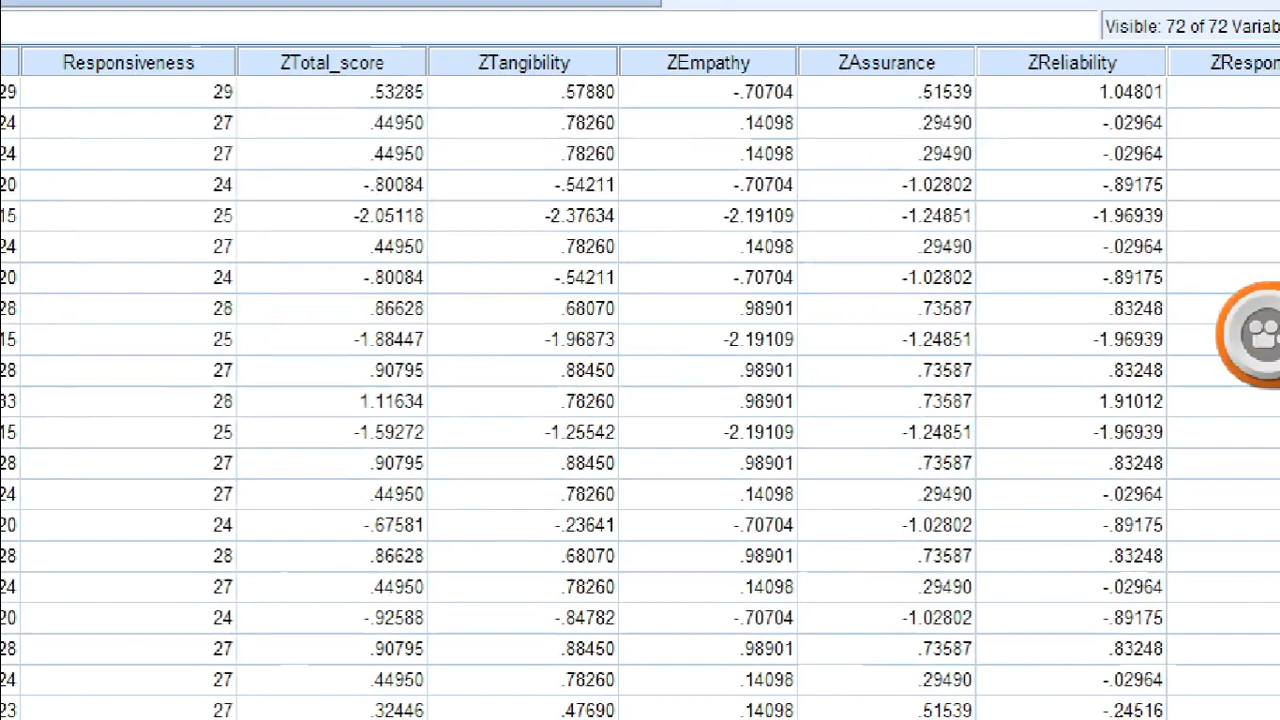 Visible: 72 of 72 Variab
Responsiveness ZTotal_score ZTangibility ZEmpathy ZAssurance ZReliability ZRespon
29 29 .53285 .57880 -.70704 .51539 1.04801
24 27 .44950 .78260 .14098 .29490 -.02964
24 27 .44950 .78260 .14098 .29490 -.02964
20 24 -.80084 -.54211 -.70704 -1.02802 -.89175
15 25 -2.05118 -2.37634 -2.19109 -1.24851 -1.96939
24 27 .44950 .78260 .14098 .29490 -.02964
20 24 -.80084 -.54211 -.70704 -1.02802 -.89175
28 28 .86628 .68070 .98901 .73587 .83248
15 25 -1.88447 -1.96873 -2.19109 -1.24851 -1.96939
28 27 .90795 .88450 .98901 .73587 .83248
33 28 1.11634 .78260 .98901 .73587 1.91012
15 25 -1.59272 -1.25542 -2.19109 -1.24851 -1.96939
28 27 .90795 .88450 .98901 .73587 .83248
24 27 .44950 .78260 .14098 .29490 -.02964
20 24 -.67581 -.23641 -.70704 -1.02802 -.89175
28 28 .86628 .68070 .98901 .73587 .83248
24 27 .44950 .78260 .14098 .29490 -.02964
20 24 -.92588 -.84782 -.70704 -1.02802 -.89175
28 27 .90795 .88450 .98901 .73587 .83248
24 27 .44950 .78260 .14098 .29490 -.02964
23 27 .32446 .47690 .14098 .51539 -.24516